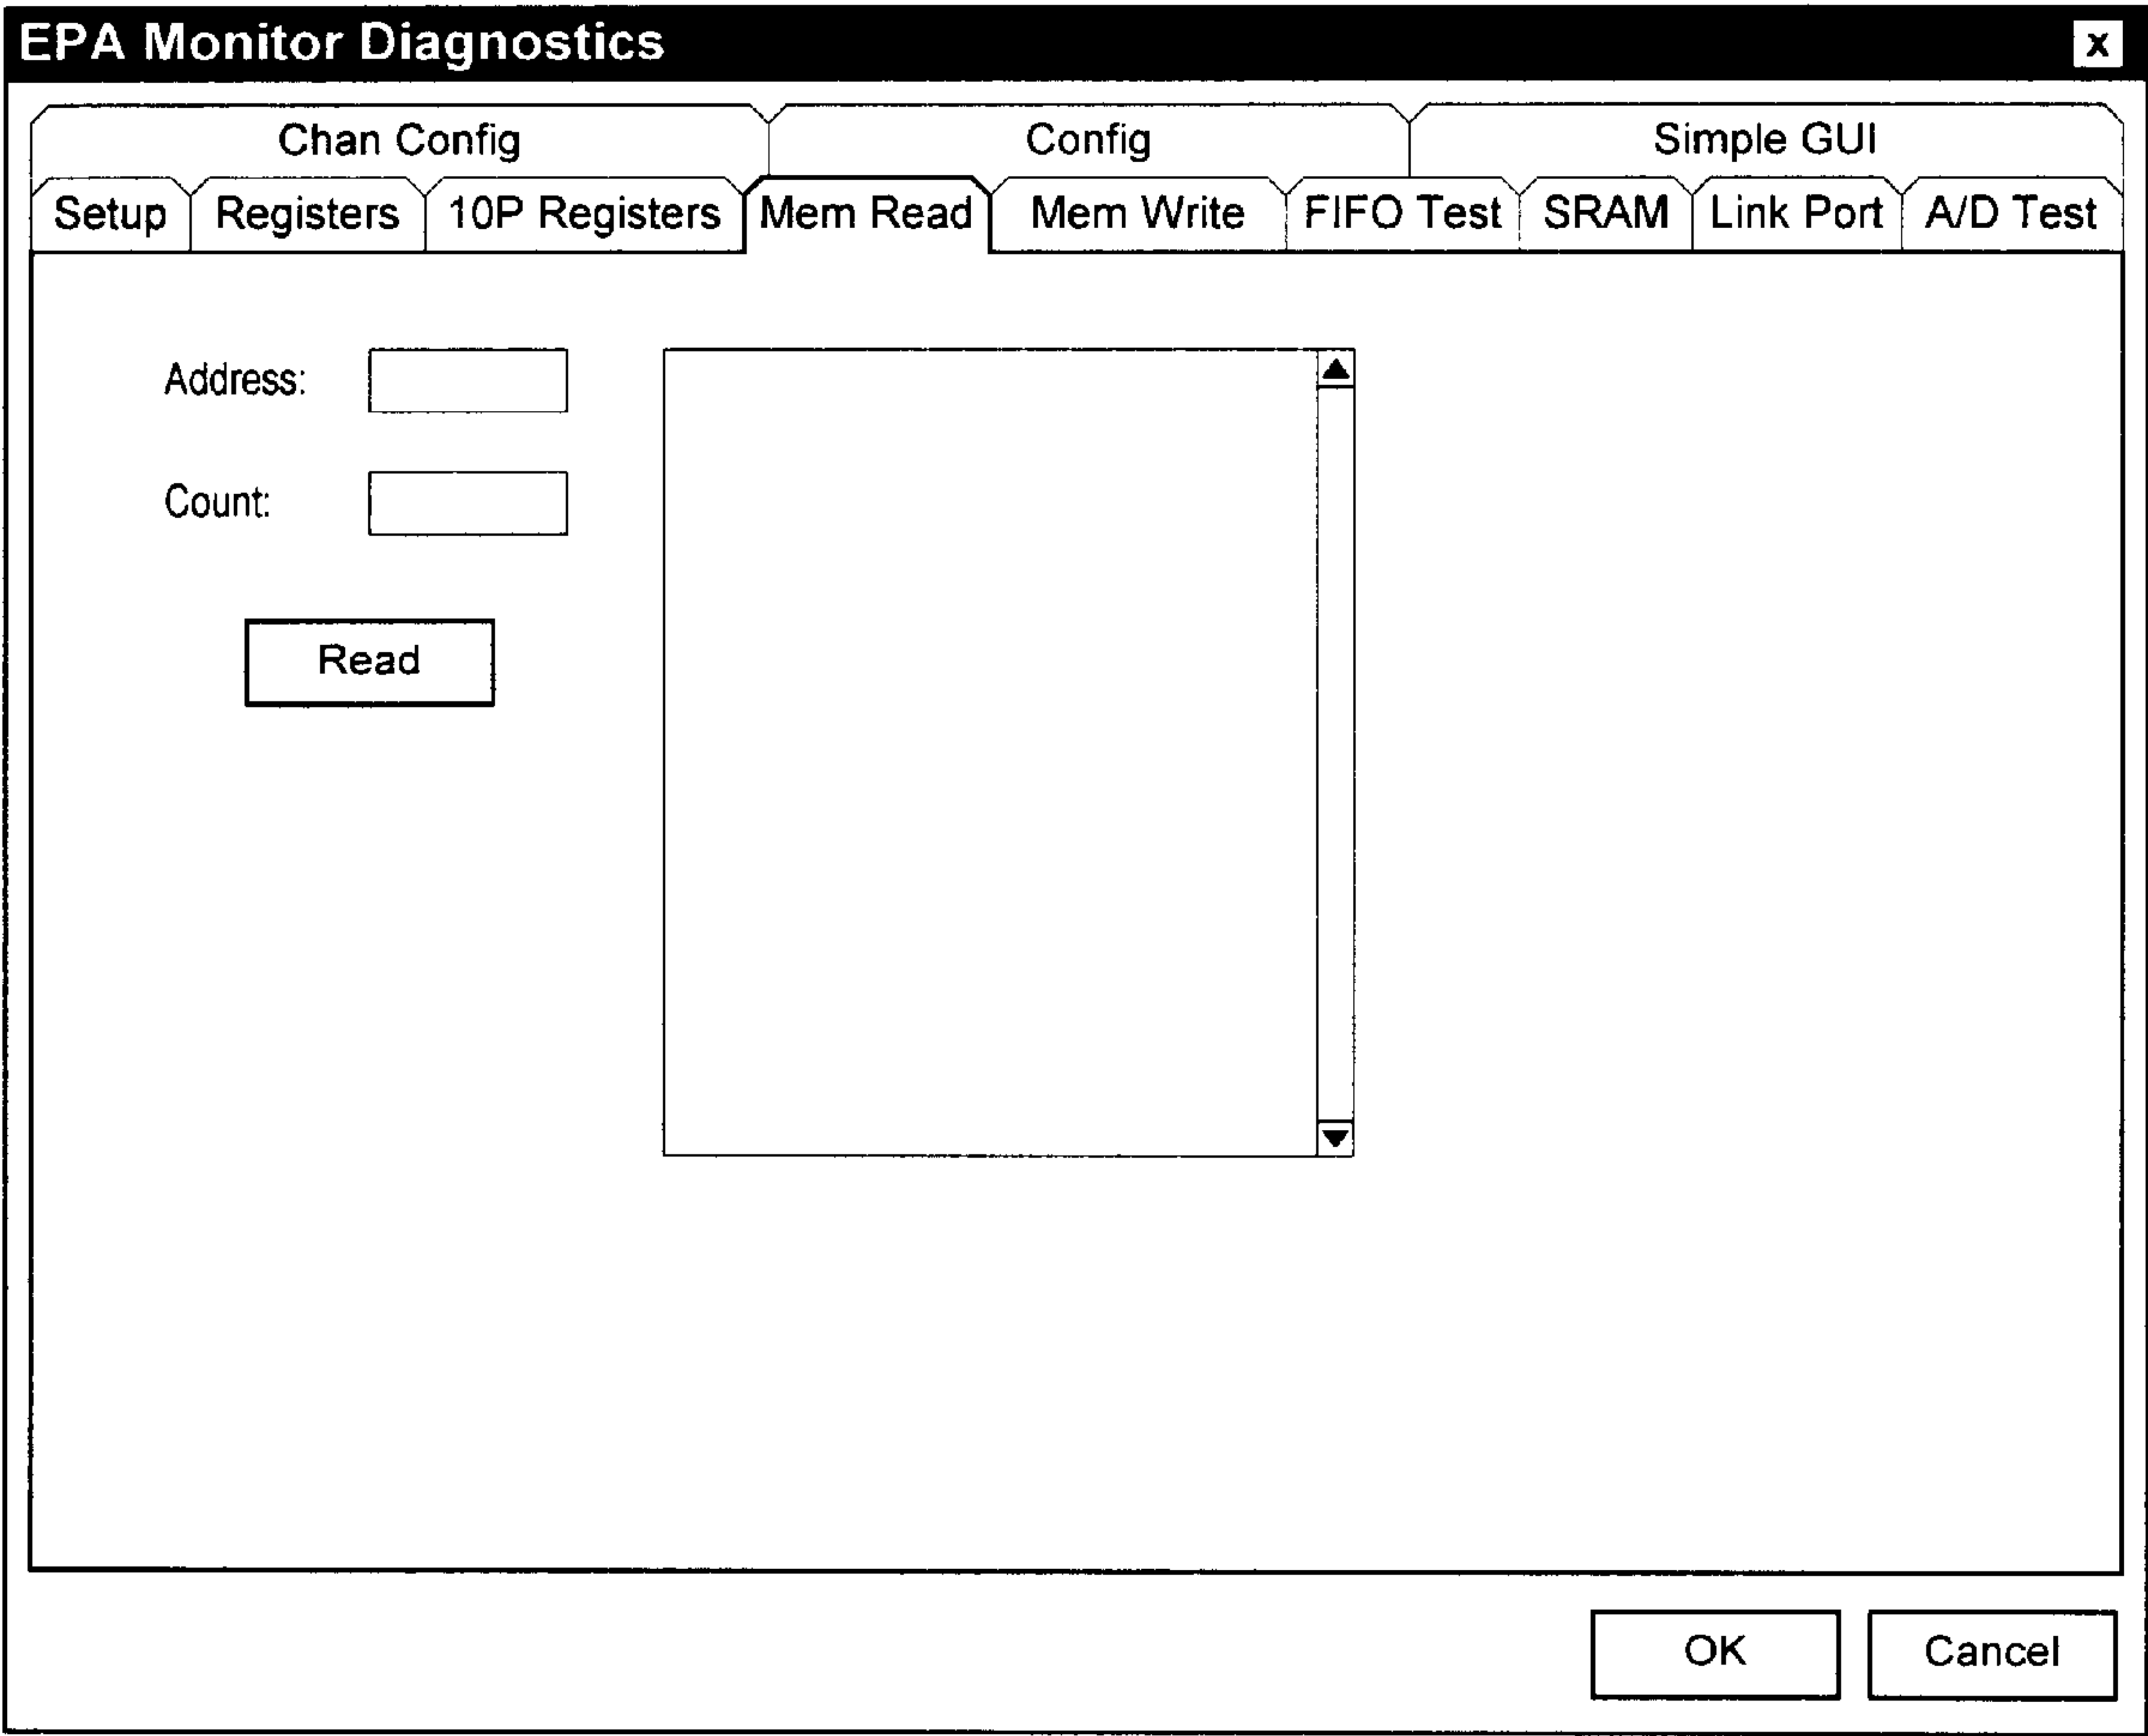 EPA Monitor Diagnostics x
Chan Config Config Simple GUI
Setup Registers 10P Registers Mem Read Mem Write FIFO Test SRAM Link Port A/D Test
Address:
Count:
Read
OK Cancel